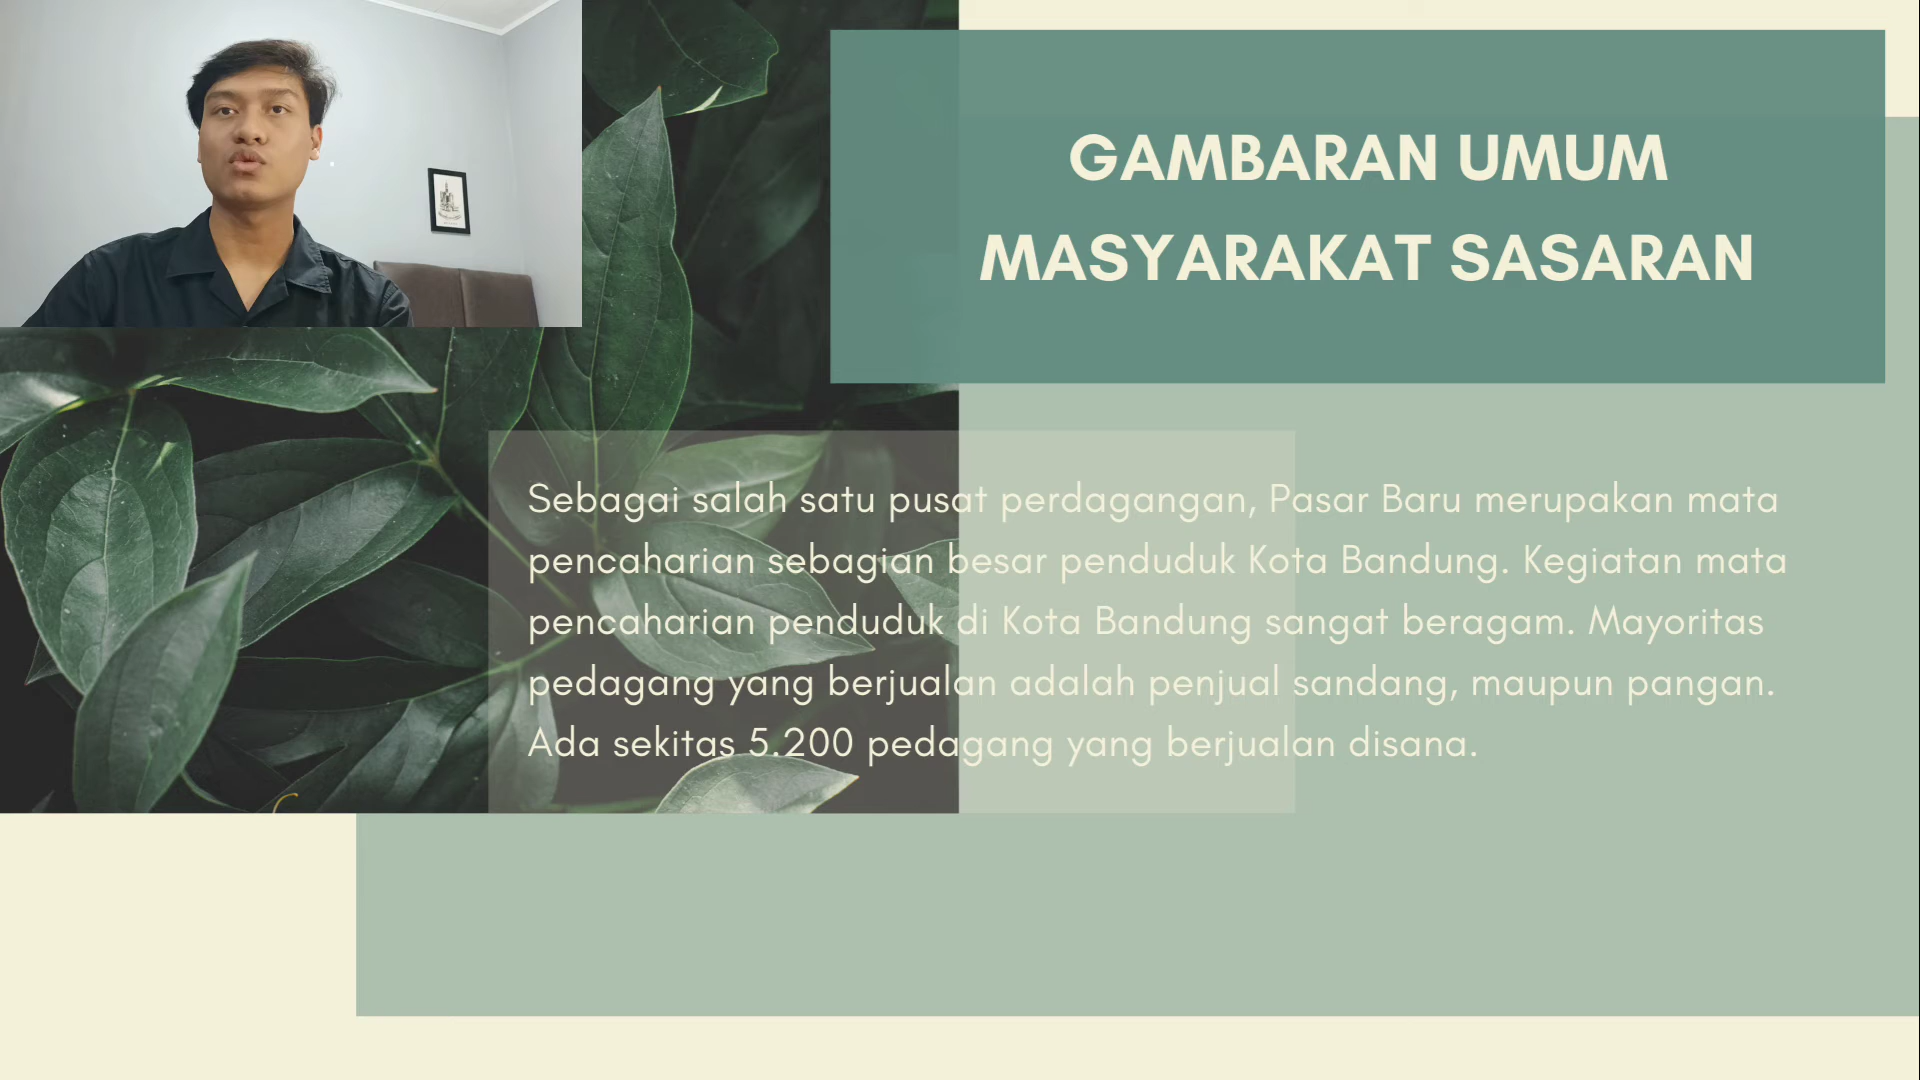 GAMBARAN UMUM
MASYARAKAT SASARAN
Sebagai salah satu pusat perdagangan, Pasar Baru merupakan mata
pencaharian sebagian besar penduduk Kota Bandung. Kegiatan mata
pencaharian penduduk di Kota Bandung sangat beragam. Mayoritas
pedagang yang berjualan adalah penjual sandang, maupun pangan.
Ada sekitas 5.200 pedagang yang berjualan disana.